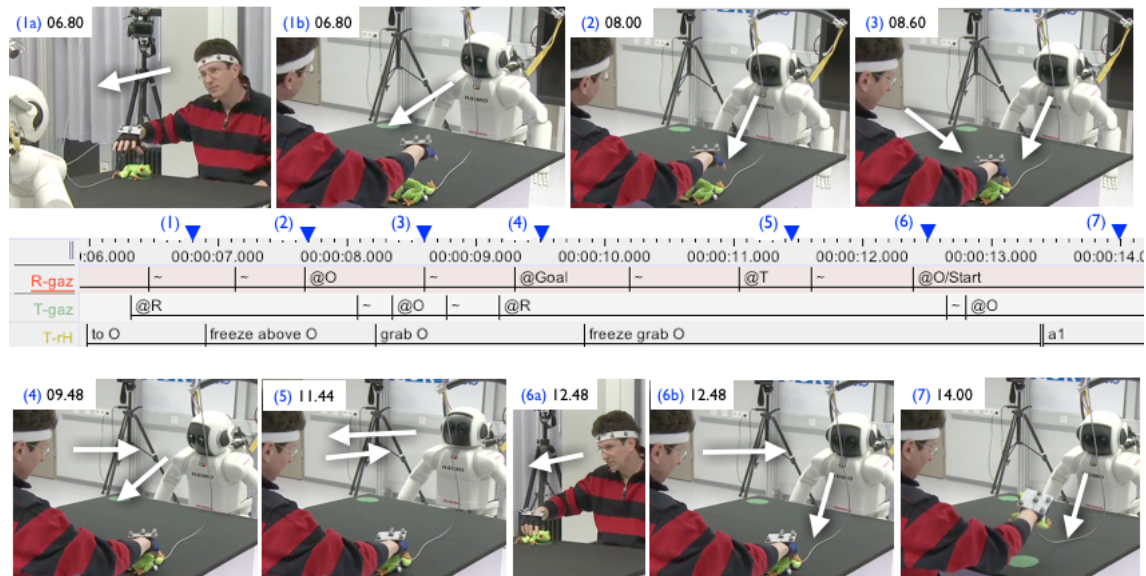 (1a) 06.80
(1b) 06.80
(2) 08.00
(3) 08.60
(1) (2) (3) (4) (5) (6) (7)
):06.000 00:00:07.000 00:00:08.000 00:00:09.000 00:00:10.000 00:00:11.000 00:00:12.000 00:00:13.000 00:00:14.0
R-gaz ~ ~ @O ~ @Goal ~ @T ~ @O/Start
T-gaz @R ~ @O ~ @R ~ @O
T-rH to O freeze above O grab O freeze grab O a1
(4) 09.48
(5) 11.44
(6a) 12.48
(6b) 12.48
(7) 14.00